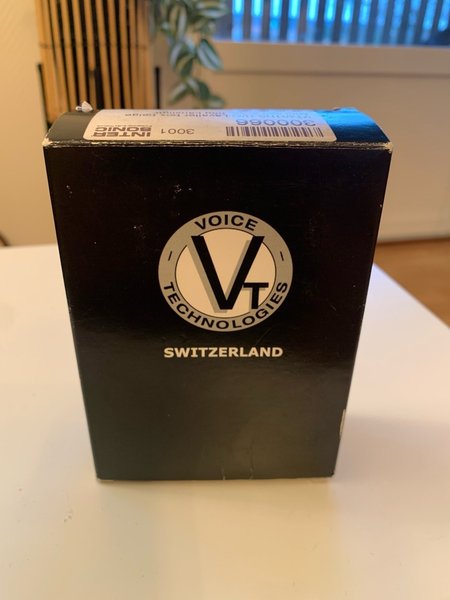 INTER
SONIC
3001
VOICE
VT
TECHNOLOGIES
SWITZERLAND